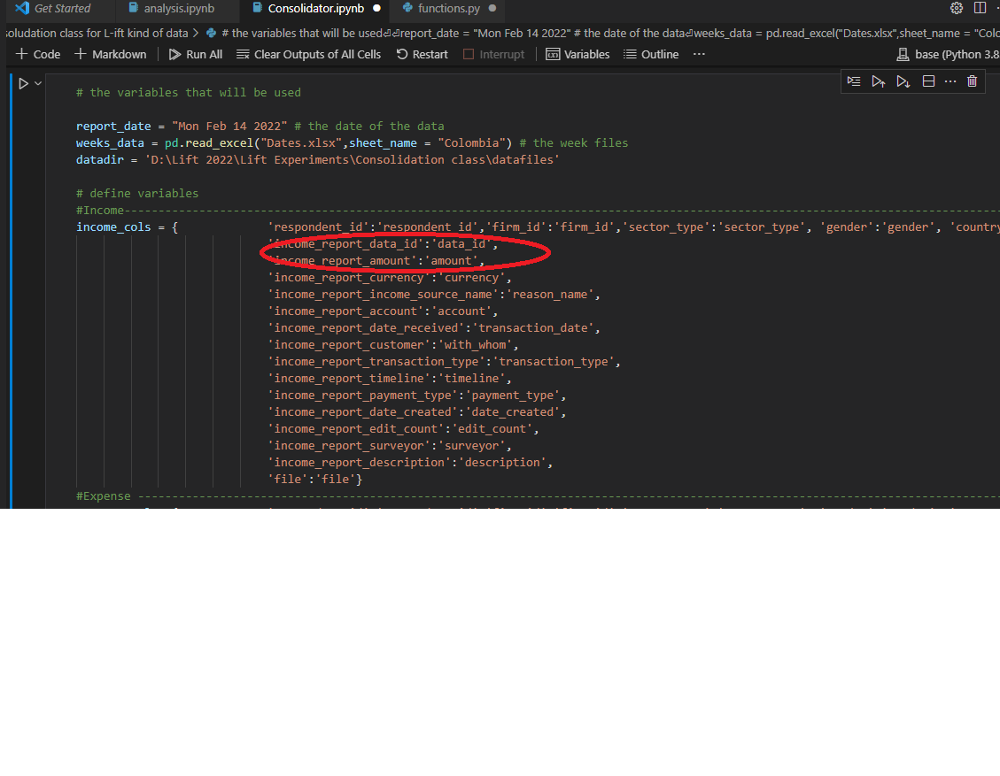 Get Started
analysis.ipynb
Consolidator.ipynb
functions.py
soludation class for L-ift kind of data > # the variables that will be used⏎⏎report_date = "Mon Feb 14 2022" # the date of the data⏎weeks_data = pd.read_excel("Dates.xlsx",sheet_name = "Colo
+ Code + Markdown Run All Clear Outputs of All Cells Restart Interrupt Variables Outline ··· base (Python 3.8
# the variables that will be used
report_date = "Mon Feb 14 2022" # the date of the data
weeks_data = pd.read_excel("Dates.xlsx",sheet_name = "Colombia") # the week files
datadir = 'D:\Lift 2022\Lift Experiments\Consolidation class\datafiles'
# define variables
#Income------------------------------------------------------------
income_cols = { 'respondent_id':'respondent_id','firm_id':'firm_id','sector_type':'sector_type', 'gender':'gender', 'country
'income_report_data_id':'data_id',
'income_report_amount':'amount',
'income_report_currency':'currency',
'income_report_income_source_name':'reason_name',
'income_report_account':'account',
'income_report_date_received':'transaction_date',
'income_report_customer':'with_whom',
'income_report_transaction_type':'transaction_type',
'income_report_timeline':'timeline',
'income_report_payment_type':'payment_type',
'income_report_date_created':'date_created',
'income_report_edit_count':'edit_count',
'income_report_surveyor':'surveyor',
'income_report_description':'description',
'file':'file'}
#Expense ------------------------------------------------------------